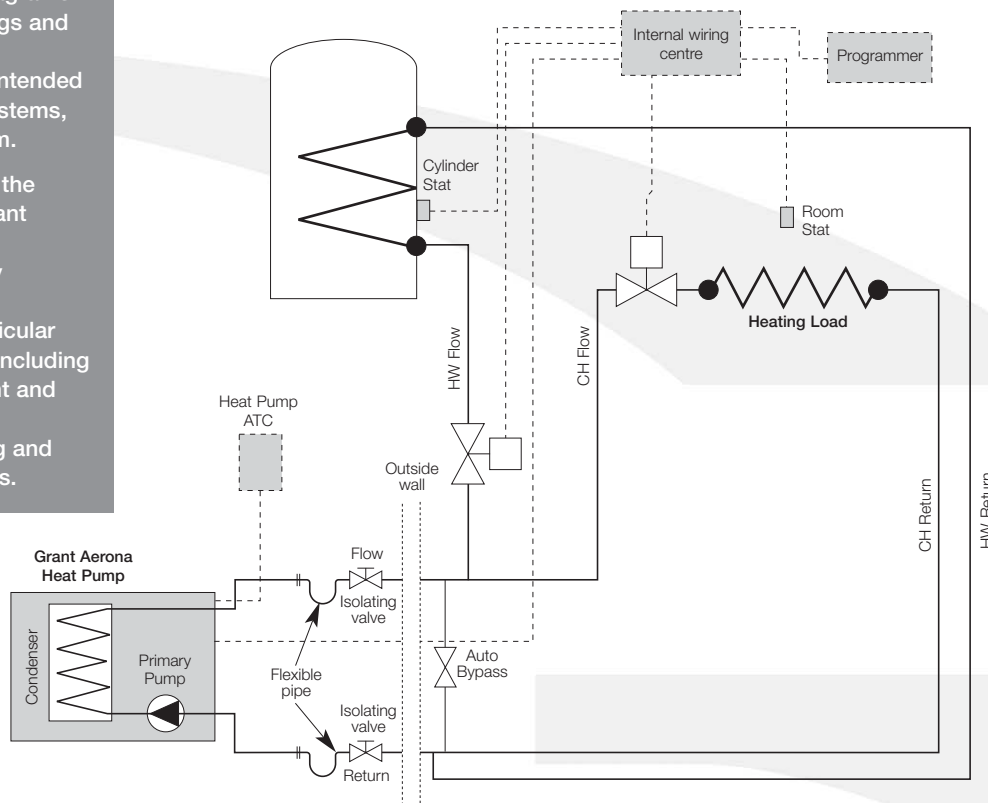 gs and
ntended
stems,
m.
the
ant
icular
ncluding
nt and
g and
s.
Internal wiring
centre
Programmer
Cylinder
Stat
Room
Stat
Heating Load
HW Flow
CH Flow
Heat Pump
ATC
Outside
wall
CH Return
HW Return
Grant Aerona
Heat Pump
Flow
Isolating
valve
Condenser
Primary
Pump
Flexible
pipe
Auto
Bypass
Isolating
valve
Return